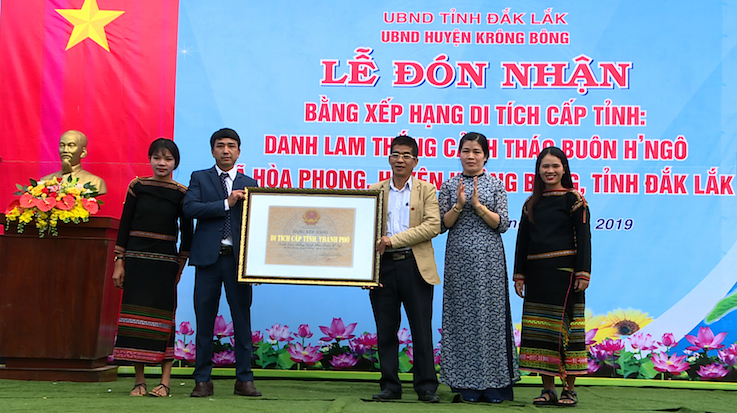 UBND TỈNH ĐẮK LẮK
UBND HUYỆN KRÔNG BÔNG
LỄ ĐÓN NHẬN
BẰNG XẾP HẠNG DI TÍCH CẤP TỈNH:
DANH LAM THẮNG CẢNH THÁC BUÔN H'NGÔ
HÒA PHONG, TỈNH ĐẮK LẮK
2019
DI TÍCH CẤP TỈNH, THÀNH PHỐ